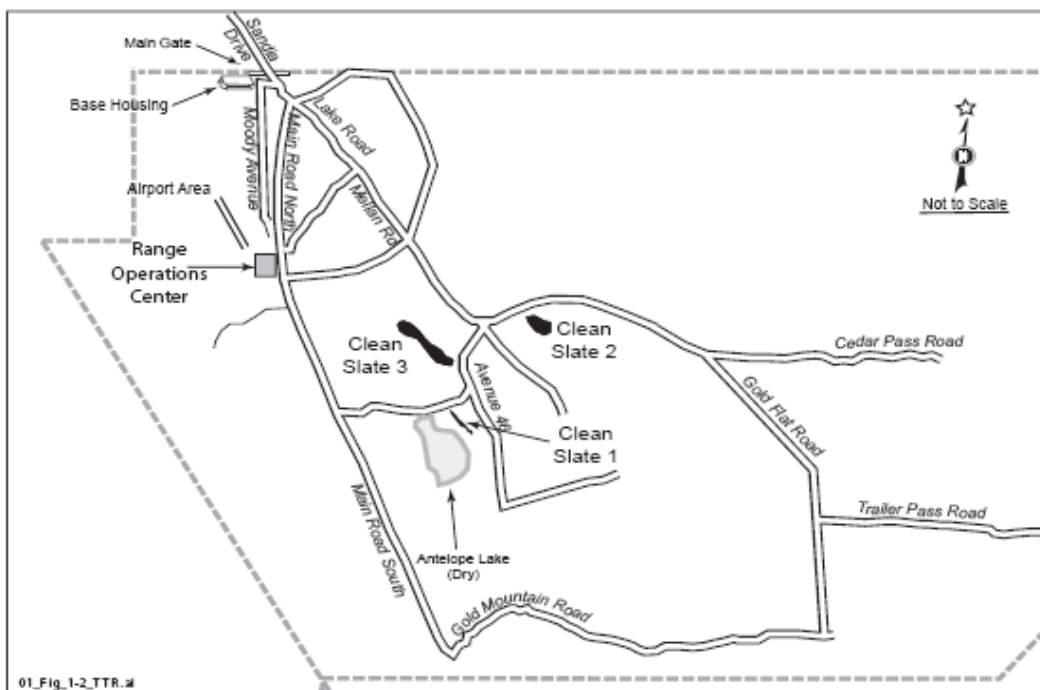 Sandia
Drive
Main Gate
Base Housing
Lake Road
Moody Avenue
Main Road North
Mellan Rd
N
Not to Scale
Airport Area
Range
Operations
Center
Clean
Slate 3
Clean
Slate 2
Cedar Pass Road
Avenue 46
Gold Flat Road
Clean
Slate 1
Main Road South
Trailer Pass Road
Antelope Lake
(Dry)
Gold Mountain Road
01_Fig_1-2_TTR.ai